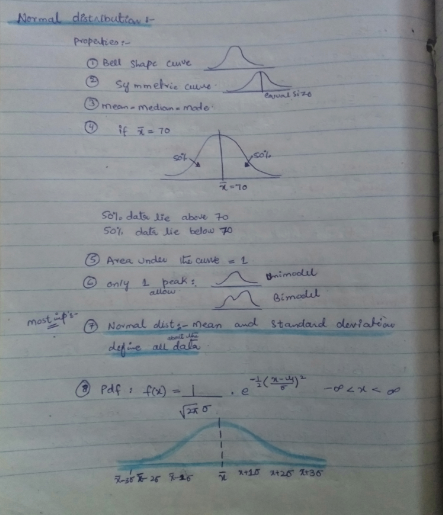 Normal distribution:-
properties:-
① Bell shape curve
② Symmetric curve.
equal size
③ mean = median = mode
④ if x̄ = 70
50% 50%
x̄=70
50% data lie above 70
50% data lie below 70
⑤ Area under the curve = 1
⑥ only 1 peak: unimodel
allow
Bimodel
most imp:-
⑦ Normal dist:- mean and standard deviation
define all data
⑧ Pdf : f(x) = 1/√2π σ . e^-½(x-μ/σ)² -∞ < x < ∞
x̄-3σ x̄-2σ x̄-1σ x̄ x+1σ x+2σ x+3σ